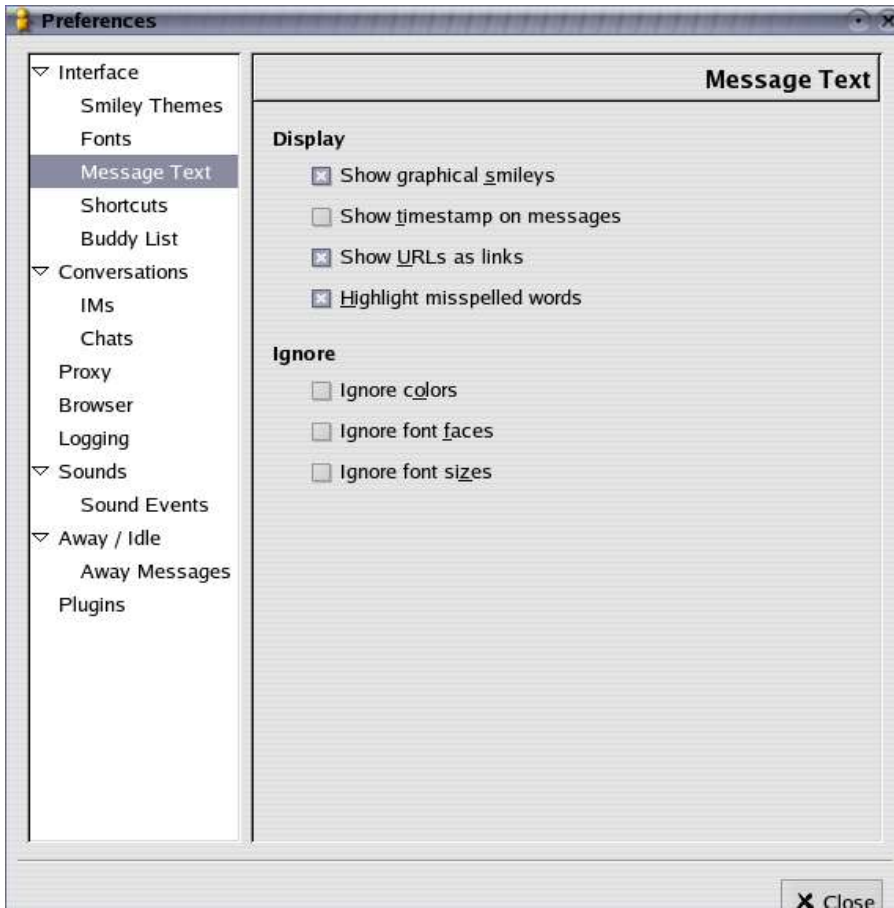 Preferences
Interface
Smiley Themes
Fonts
Message Text
Shortcuts
Buddy List
Conversations
IMs
Chats
Proxy
Browser
Logging
Sounds
Sound Events
Away / Idle
Away Messages
Plugins
Message Text
Display
Show graphical smileys
Show timestamp on messages
Show URLs as links
Highlight misspelled words
Ignore
Ignore colors
Ignore font faces
Ignore font sizes
Close